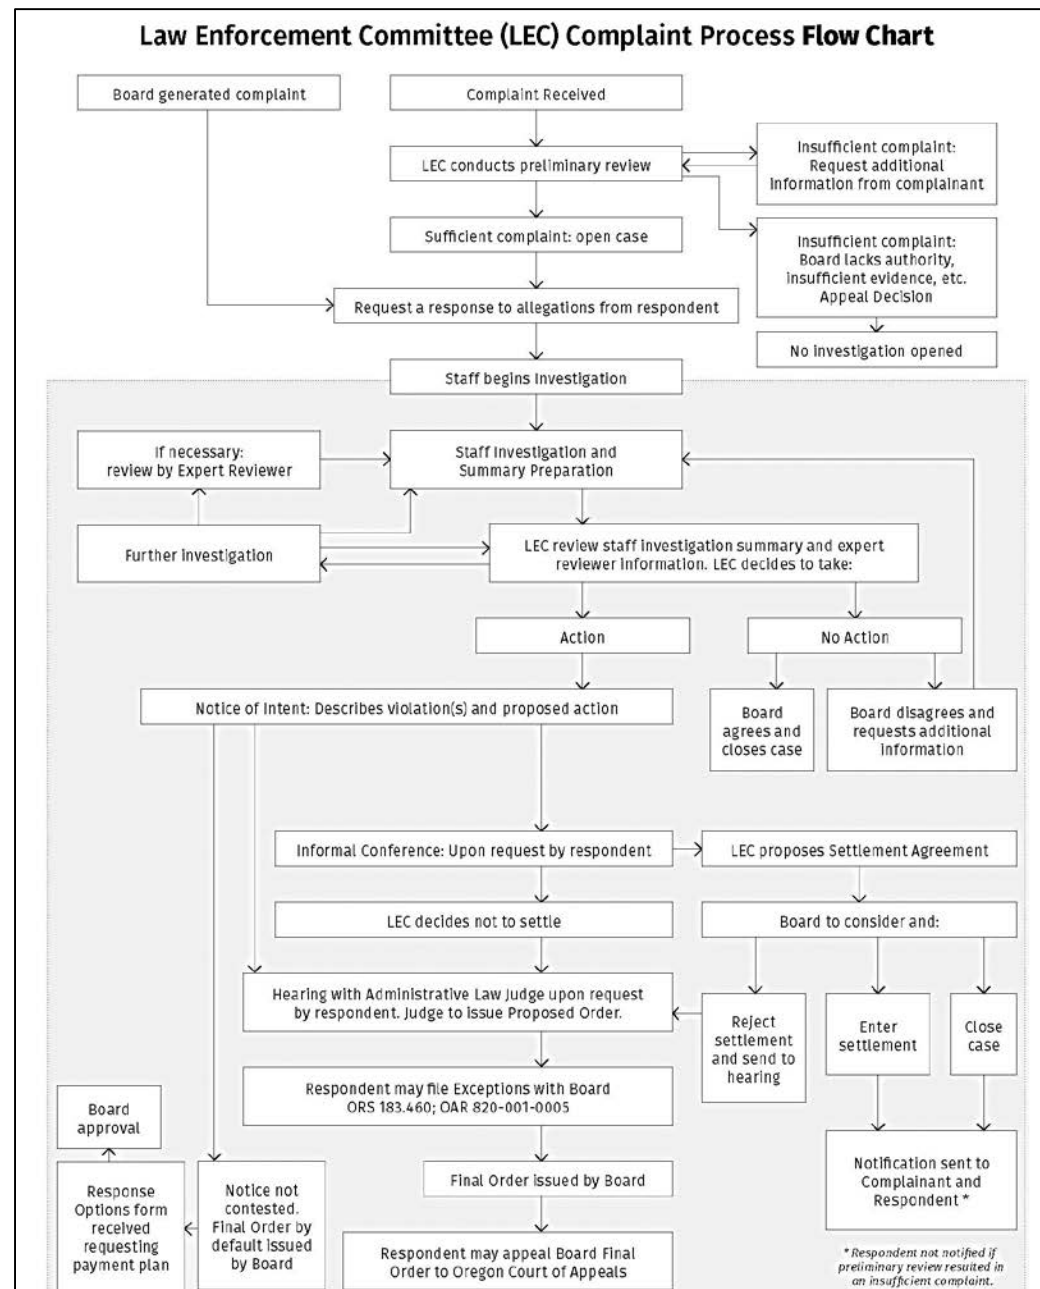 Law Enforcement Committee (LEC) Complaint Process Flow Chart
Board generated complaint
Complaint Received
LEC conducts preliminary review
Insufficient complaint:
Request additional
information from complainant
Sufficient complaint: open case
Insufficient complaint:
Board lacks authority,
insufficient evidence, etc.
Appeal Decision
Request a response to allegations from respondent
No investigation opened
Staff begins Investigation
If necessary:
review by Expert Reviewer
Staff Investigation and
Summary Preparation
Further investigation
LEC review staff investigation summary and expert
reviewer information. LEC decides to take:
Action
No Action
Notice of Intent: Describes violation(s) and proposed action
Board
agrees and
closes case
Board disagrees and
requests additional
information
Informal Conference: Upon request by respondent
LEC proposes Settlement Agreement
LEC decides not to settle
Board to consider and:
Hearing with Administrative Law Judge upon request
by respondent. Judge to issue Proposed Order.
Reject
settlement
and send to
hearing
Enter
settlement
Close
case
Respondent may file Exceptions with Board
ORS 183.460; OAR 820-001-0005
Board
approval
Response
Options form
received
requesting
payment plan
Notice not
contested.
Final Order by
default issued
by Board
Final Order issued by Board
Notification sent to
Complainant and
Respondent *
Respondent may appeal Board Final
Order to Oregon Court of Appeals
* Respondent not notified if
preliminary review resulted in
an insufficient complaint.